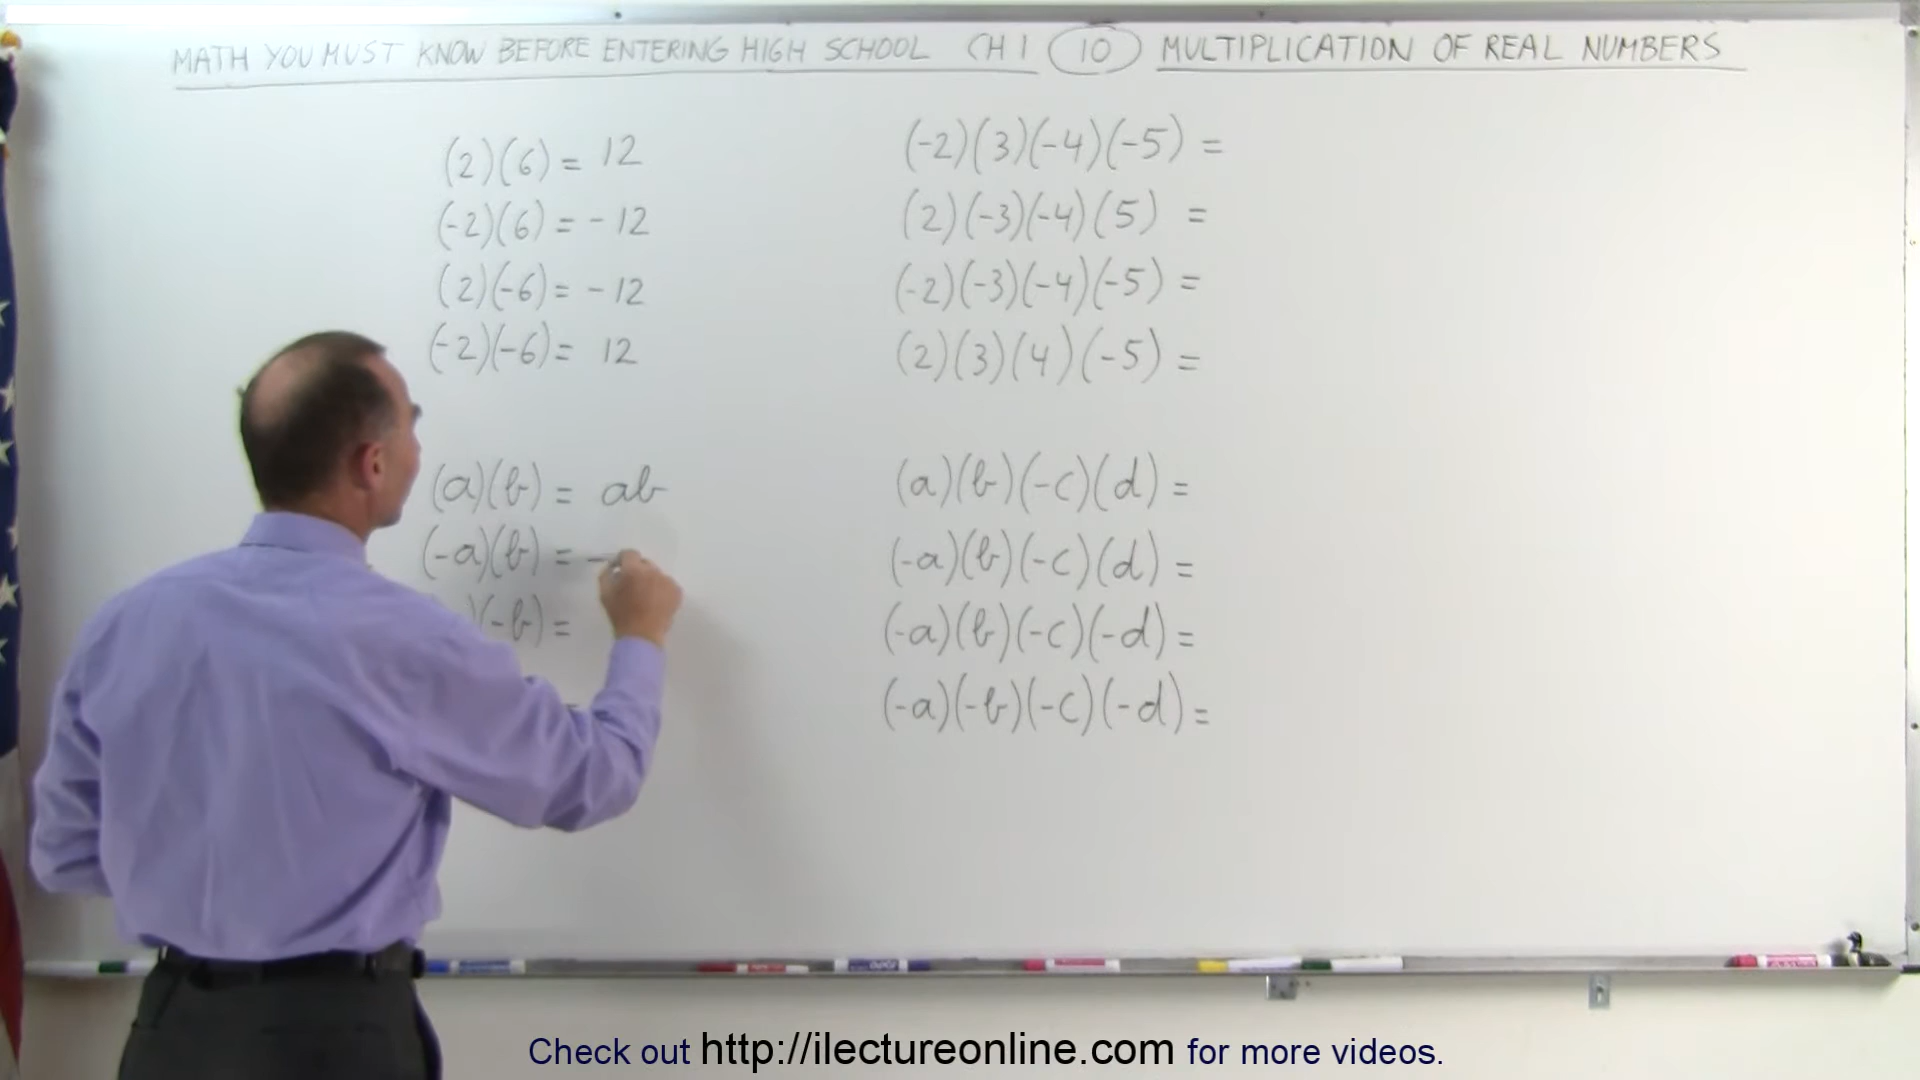 MATH YOU MUST KNOW BEFORE ENTERING HIGH SCHOOL CH 1 10 MULTIPLICATION OF REAL NUMBERS
(2)(6) = 12
(-2)(6) = -12
(2)(-6) = -12
(-2)(-6) = 12
(a)(b) = ab
(-a)(b) = -
)(-b) =
=
(-2)(3)(-4)(-5) =
(2)(-3)(-4)(5) =
(-2)(-3)(-4)(-5) =
(2)(3)(4)(-5) =
(a)(b)(-c)(d) =
(-a)(b)(-c)(d) =
(-a)(b)(-c)(-d) =
(-a)(-b)(-c)(-d) =
Check out http://ilectureonline.com for more videos.